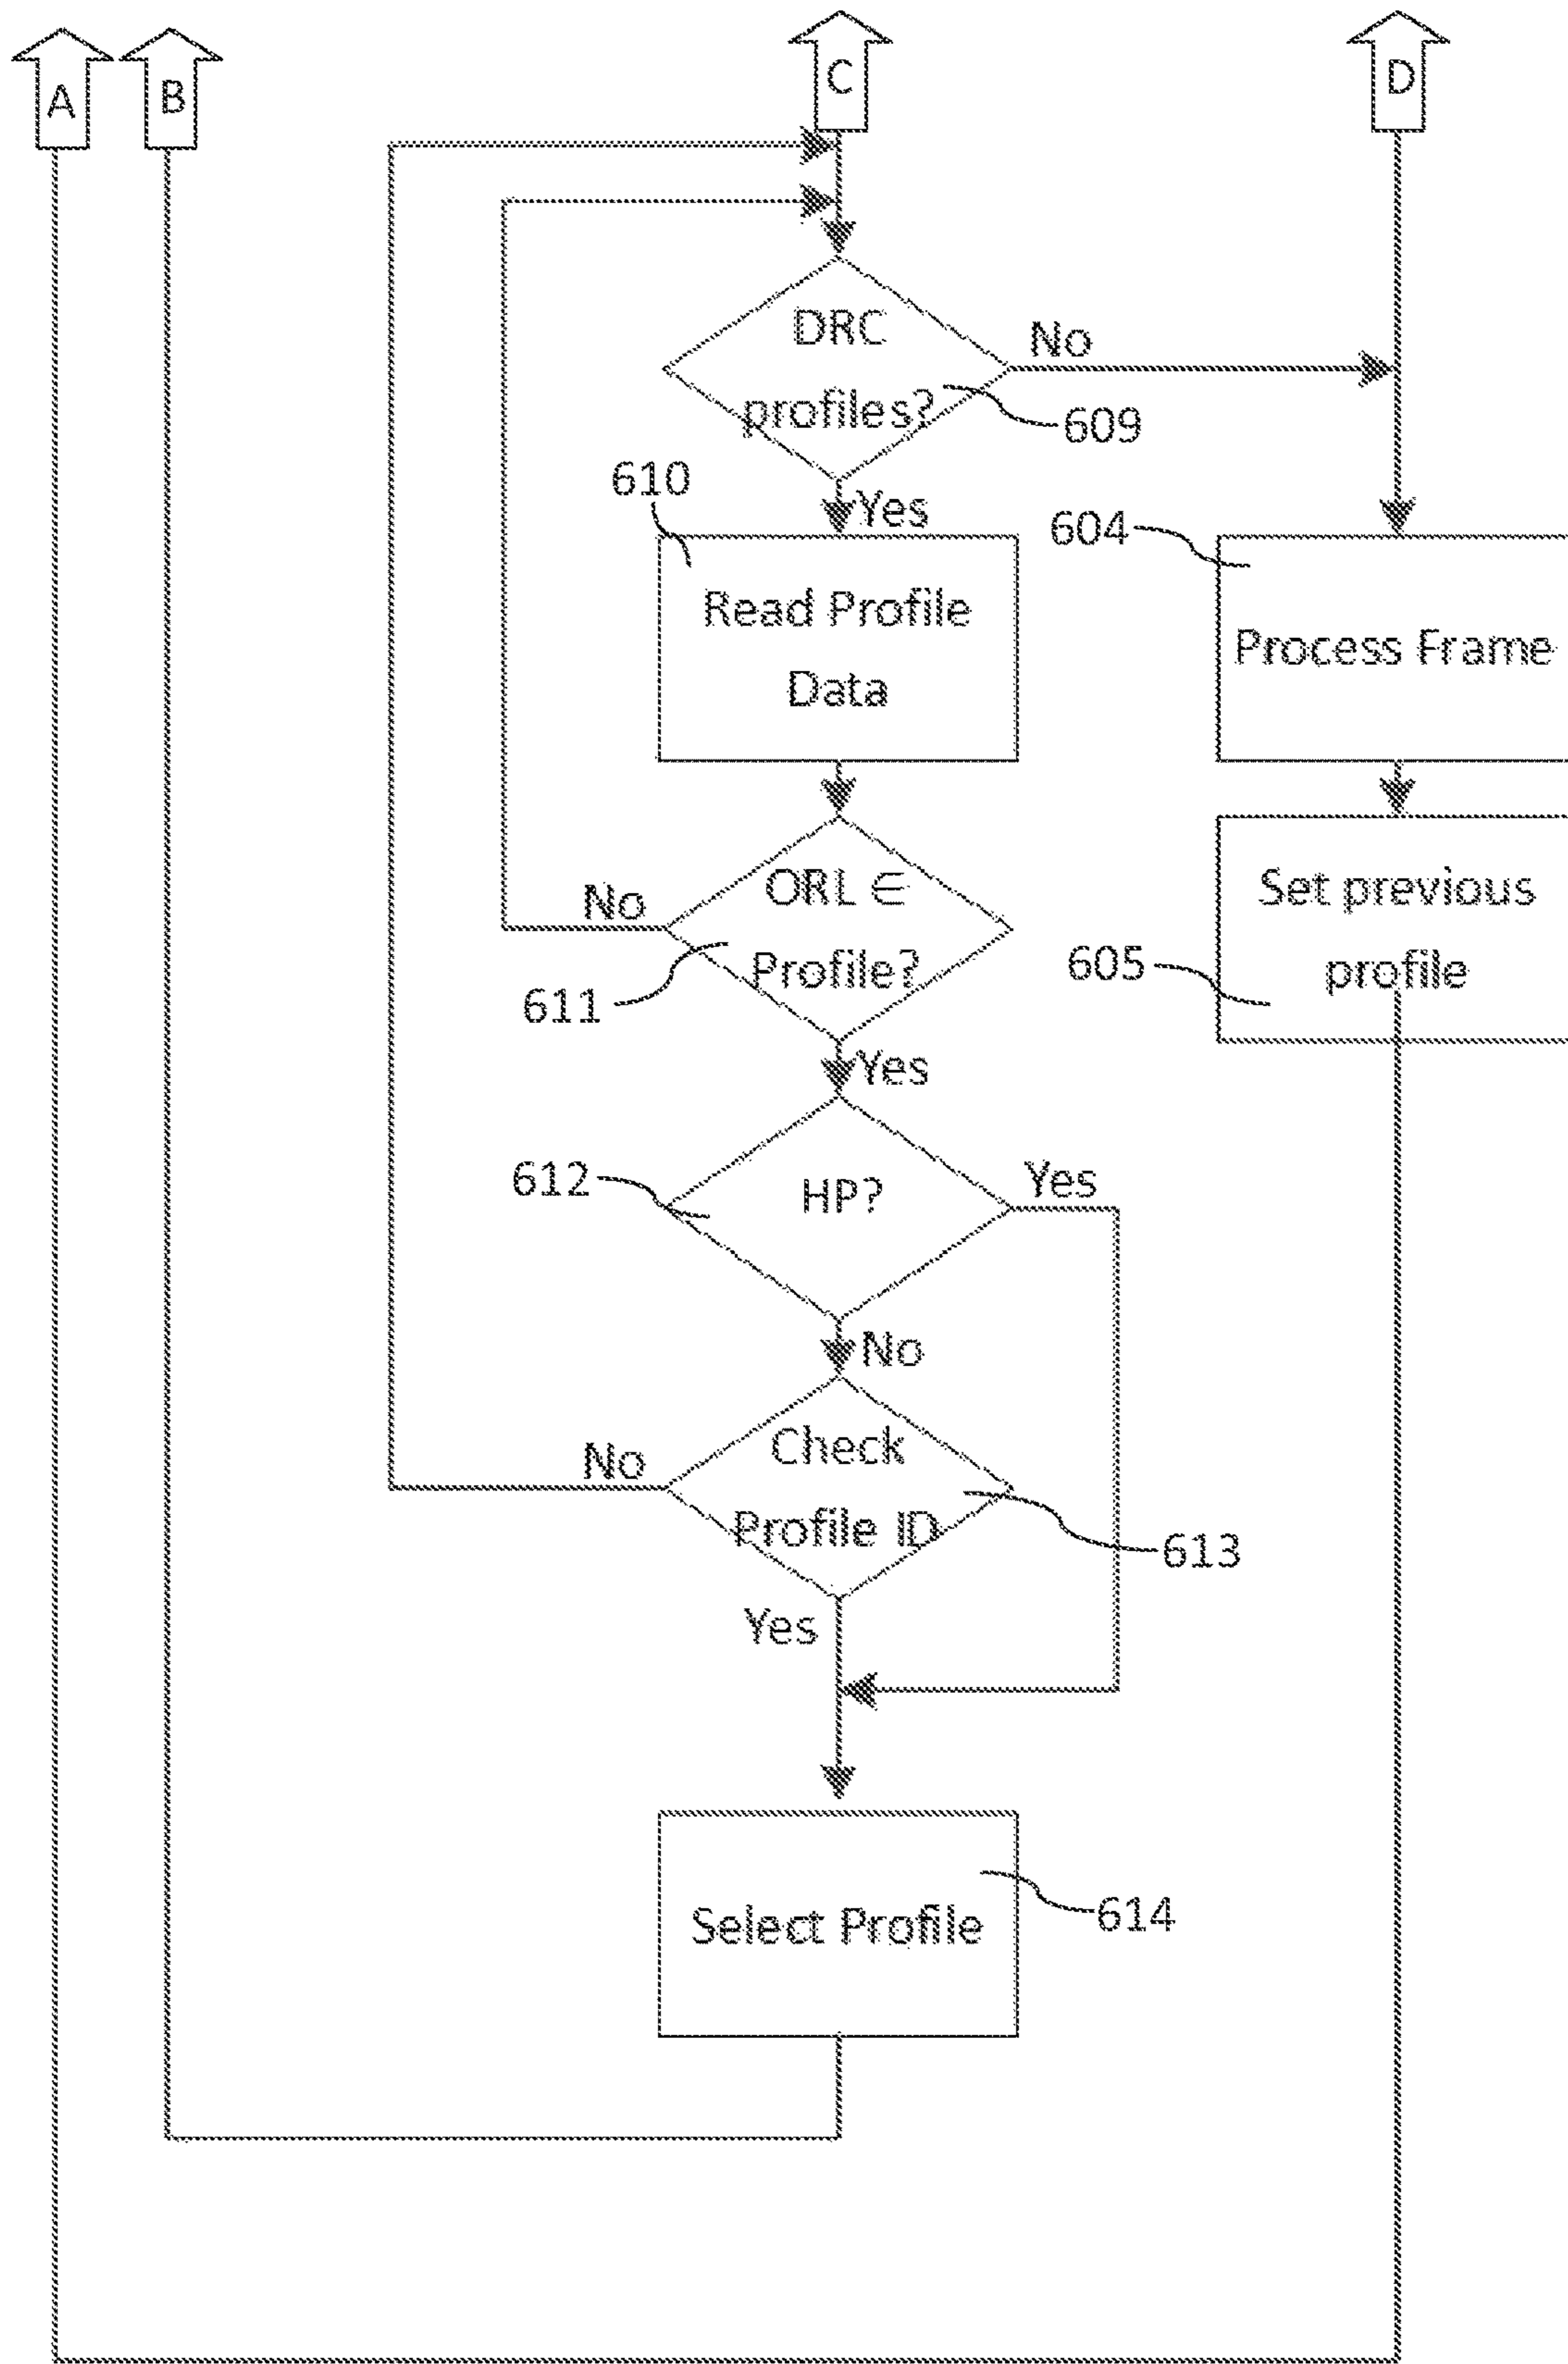 A
B
C
D
DRC
profiles?
No
609
Yes
610
Read Profile
Data
604
Process Frame
ORL ∈
Profile?
No
611
Yes
Set previous
profile
605
HP?
612
Yes
No
Check
Profile ID
No
613
Yes
Select Profile
614